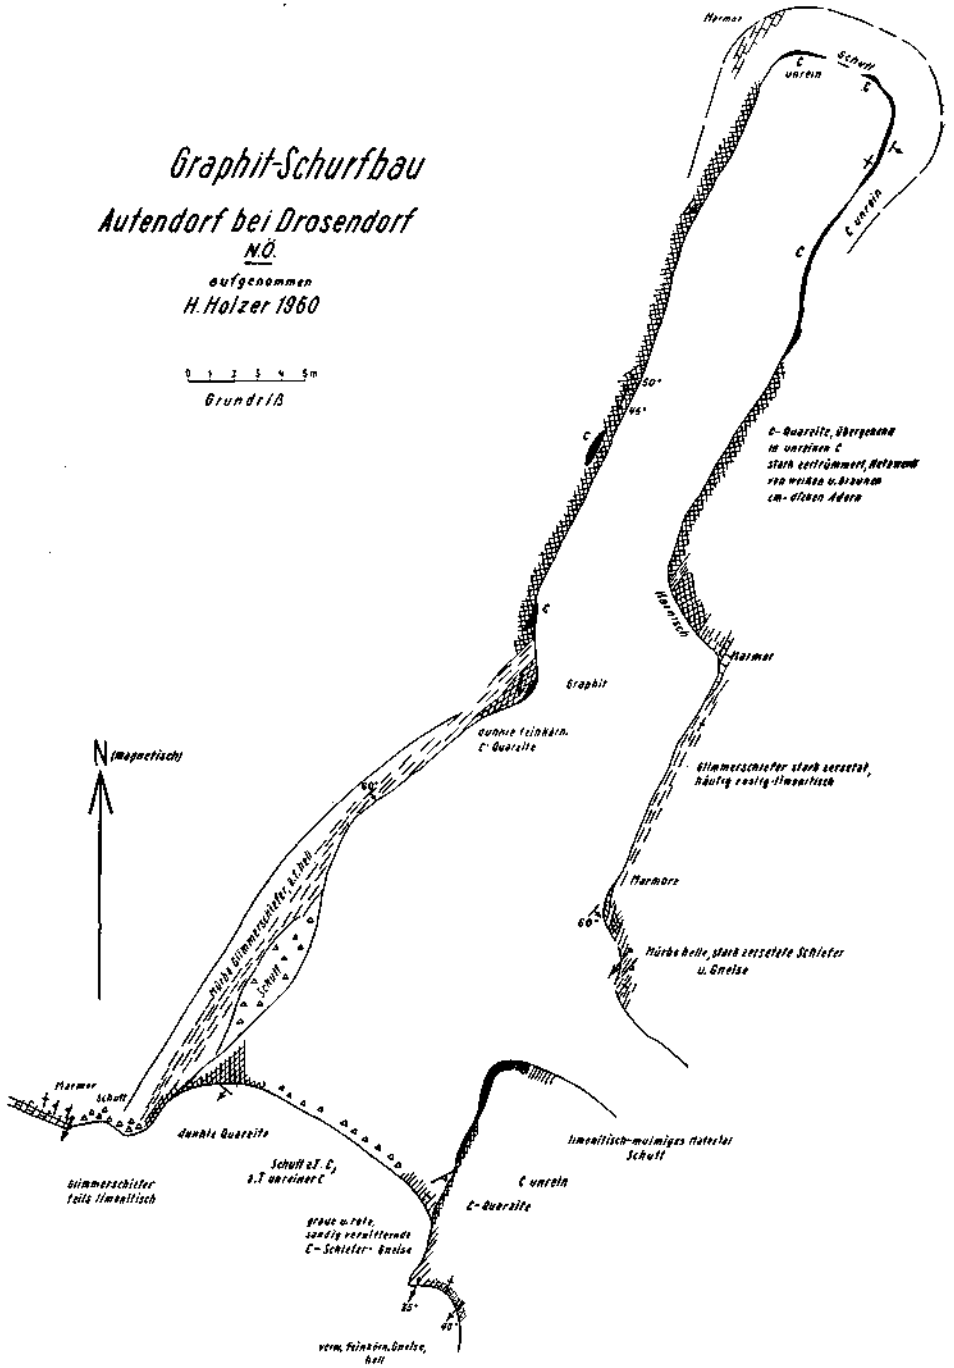 Marmor
C
unrein
Schutt
C
Graphit-Schurfbau
Autendorf bei Drosendorf
N.Ö.
aufgenommen
H. Holzer 1960
C unrein
C
0 1 2 3 4 5m
Grundriß
50°
45°
C
C-Quarzite, übergehend
in unreinen C
stark zertrümmert, Netzwerk
von weißen u. braunen
cm-dicken Adern
C
Harnisch
Marmor
Graphit
dunkle feinkörn.
C-Quarzite
N (magnetisch)
Glimmerschiefer stark zersetzt,
häufig rostig-limonitisch
60°
Mürbe Glimmerschiefer, z.T. hell
Schutt
Marmore
60°
Mürbe helle, stark zersetzte Schiefer
u. Gneise
Marmor
Schutt
dunkle Quarzite
Glimmerschiefer
teils limonitisch
Schutt z.T. C,
z.T unreiner C
limonitisch-mulmiges Material
Schutt
C unrein
C-Quarzite
graue u. rote,
sandig verwitternde
C-Schiefer-Gneise
35°
40°
verw. feinkörn. Gneise,
hell